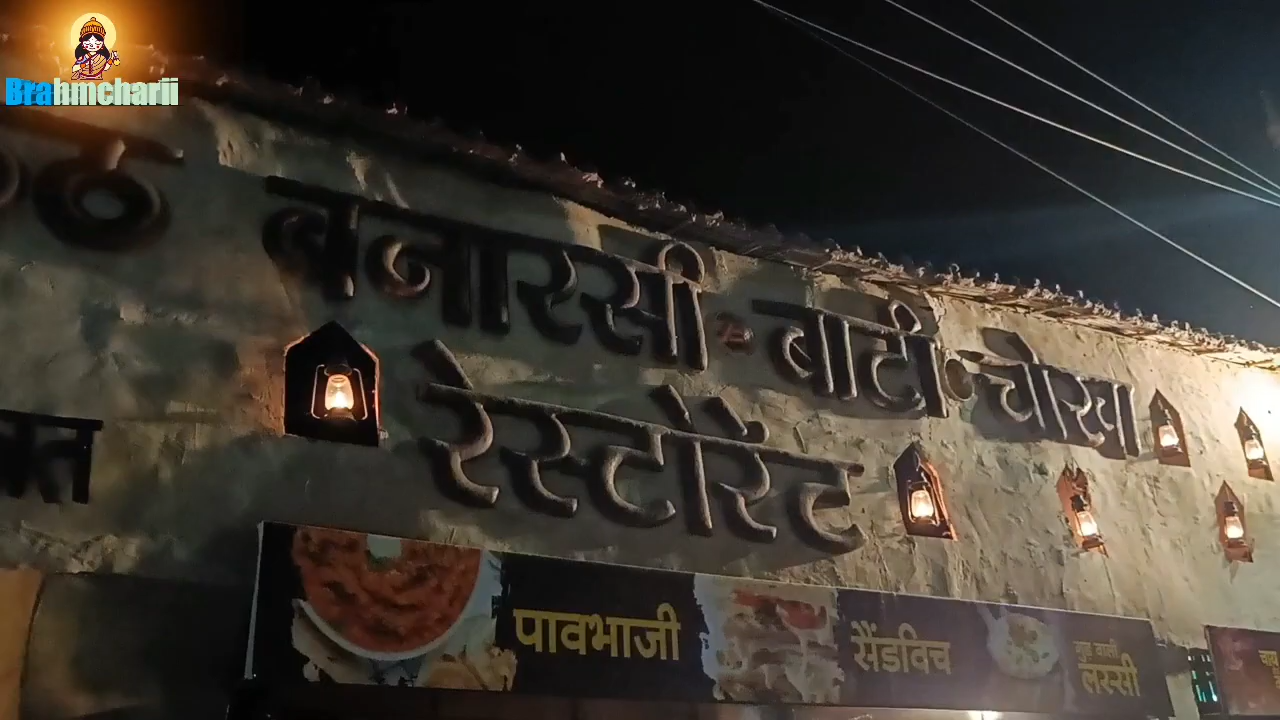 Brahmcharii
बनारसी बाटी चोखा
रेस्टोरेंट
पावभाजी
सैंडविच
लस्सी